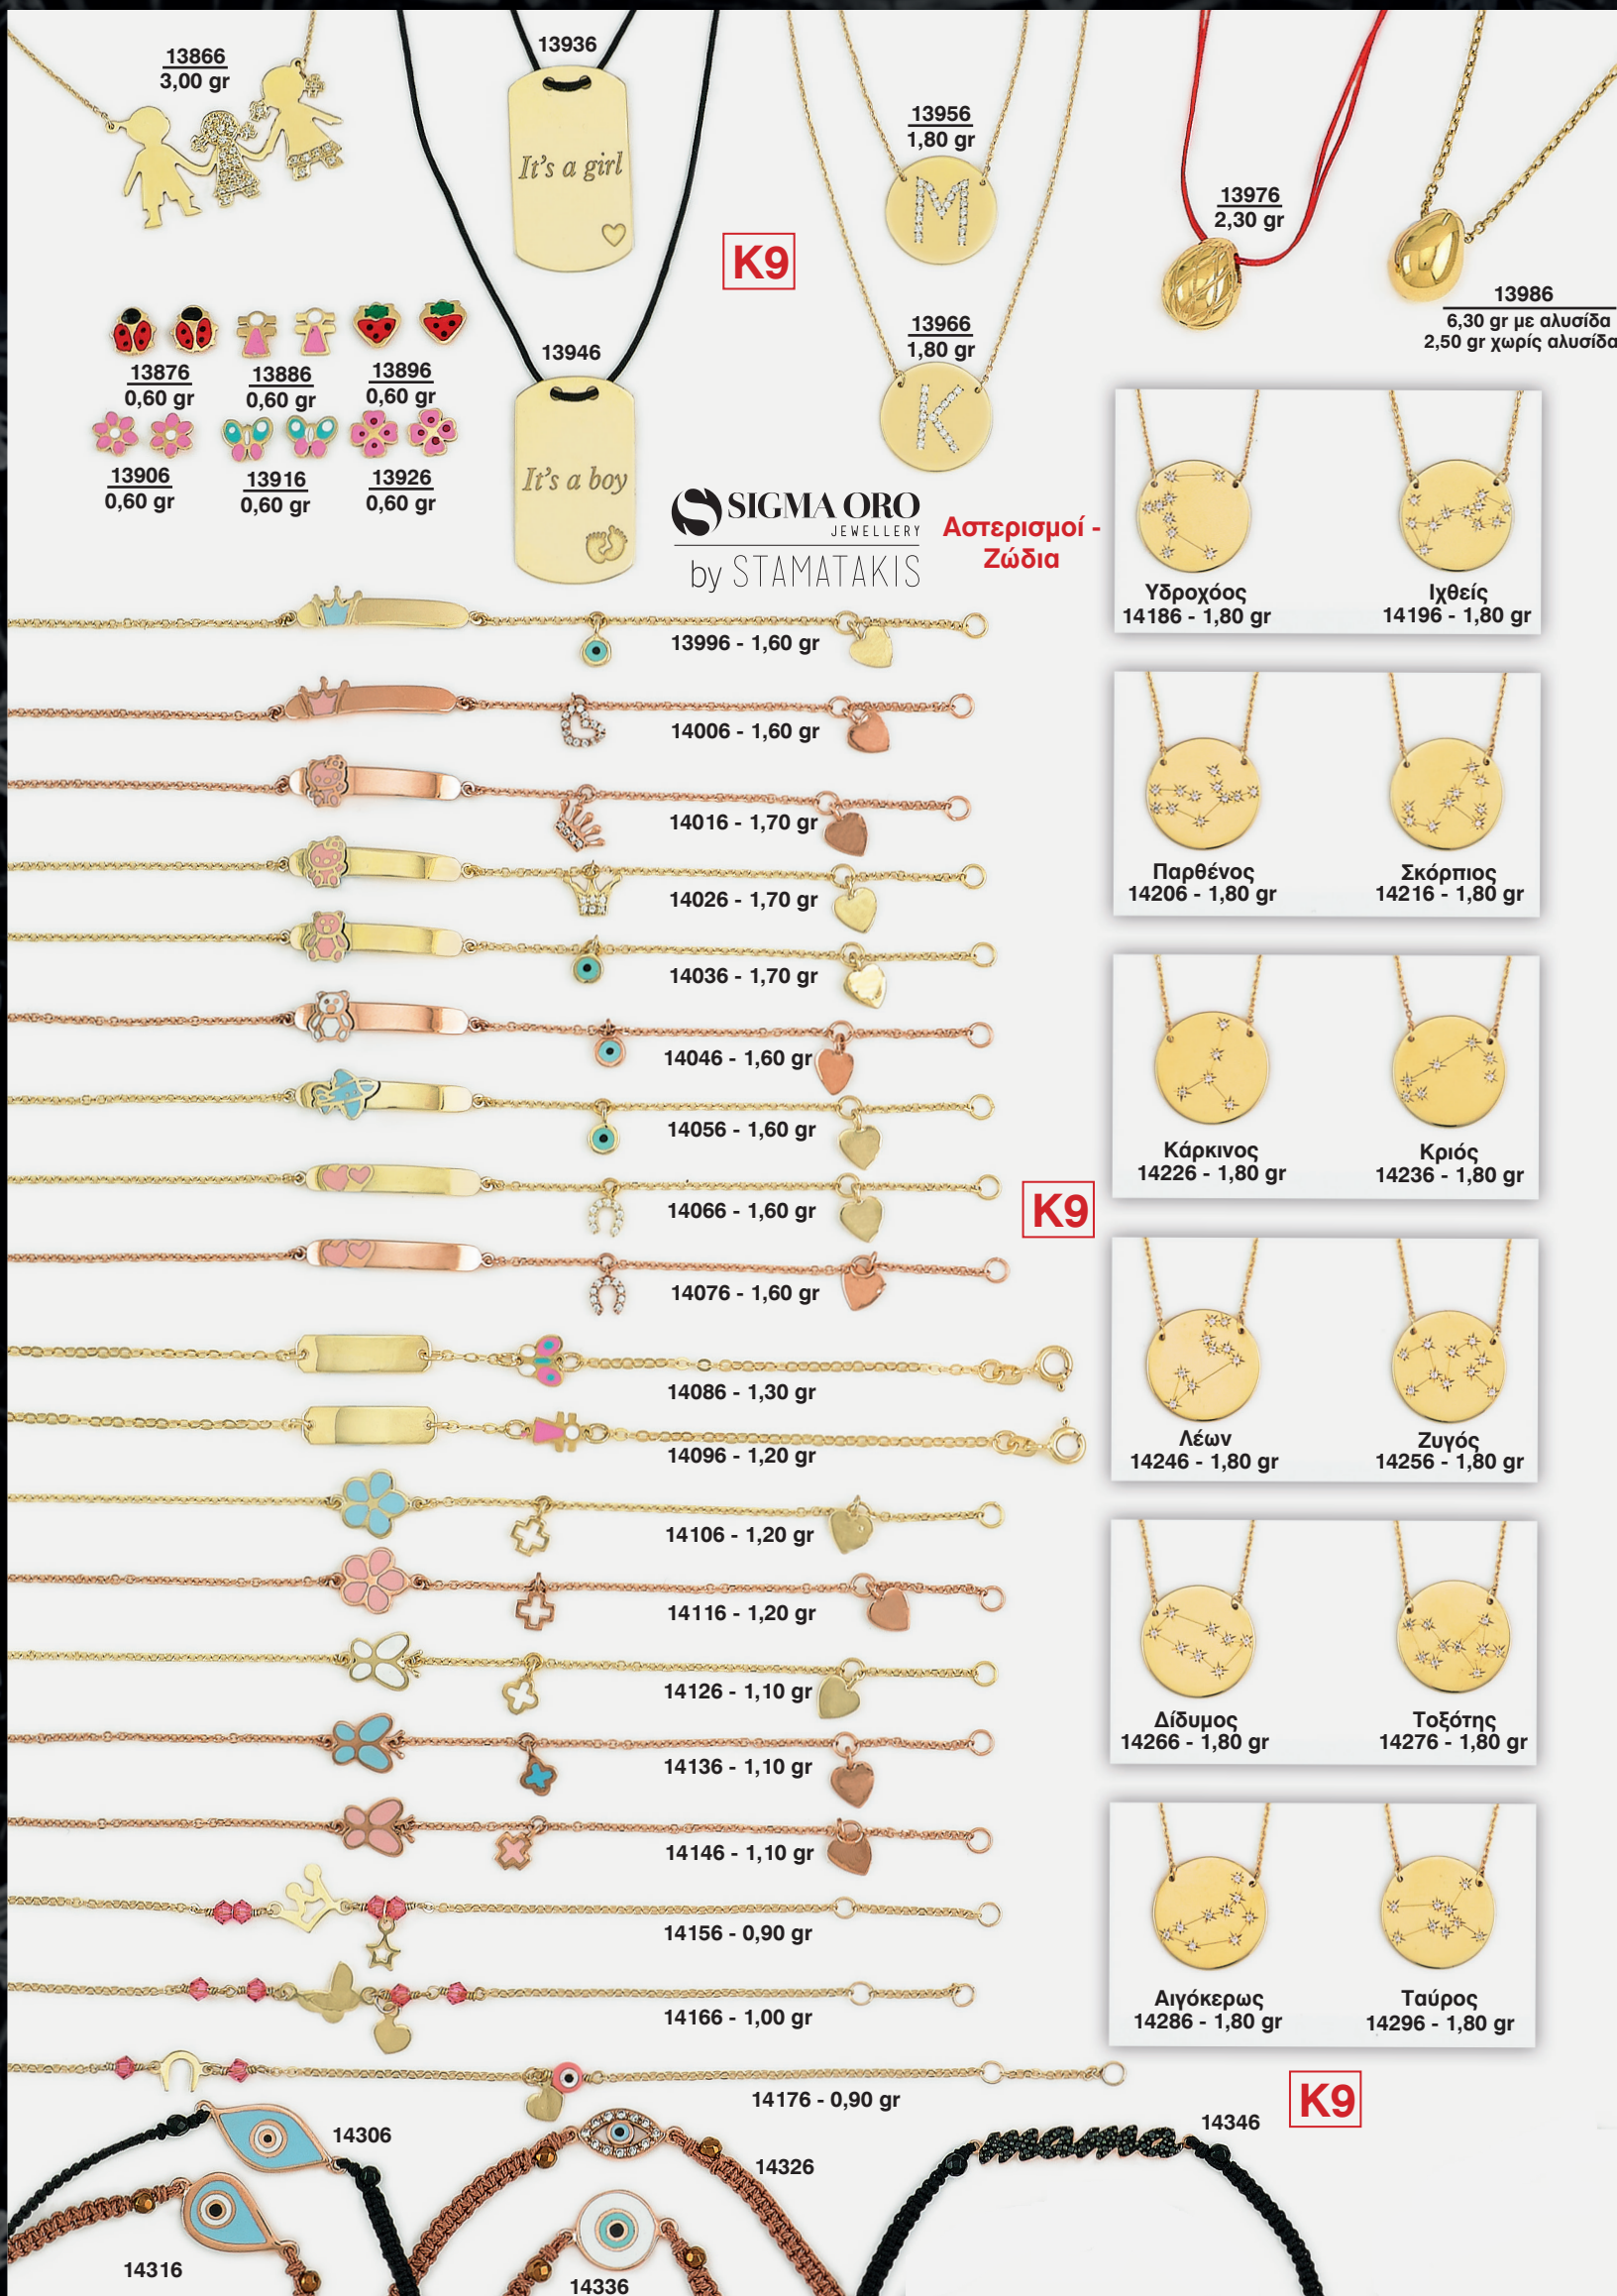 13866
3,00 gr
13936
It's a girl
13956
1,80 gr
M
13976
2,30 gr
13986
6,30 gr με αλυσίδα
2,50 gr χωρίς αλυσίδα
K9
13876
0,60 gr
13886
0,60 gr
13896
0,60 gr
13906
0,60 gr
13916
0,60 gr
13926
0,60 gr
13946
It's a boy
13966
1,80 gr
K
SIGMA ORO
JEWELLERY
by STAMATAKIS
Αστερισμοί -
Ζώδια
Υδροχόος
14186 - 1,80 gr
Ιχθείς
14196 - 1,80 gr
Παρθένος
14206 - 1,80 gr
Σκόρπιος
14216 - 1,80 gr
Κάρκινος
14226 - 1,80 gr
Κριός
14236 - 1,80 gr
Λέων
14246 - 1,80 gr
Ζυγός
14256 - 1,80 gr
Δίδυμος
14266 - 1,80 gr
Τοξότης
14276 - 1,80 gr
Αιγόκερως
14286 - 1,80 gr
Ταύρος
14296 - 1,80 gr
13996 - 1,60 gr
14006 - 1,60 gr
14016 - 1,70 gr
14026 - 1,70 gr
14036 - 1,70 gr
14046 - 1,60 gr
14056 - 1,60 gr
14066 - 1,60 gr
K9
14076 - 1,60 gr
14086 - 1,30 gr
14096 - 1,20 gr
14106 - 1,20 gr
14116 - 1,20 gr
14126 - 1,10 gr
14136 - 1,10 gr
14146 - 1,10 gr
14156 - 0,90 gr
14166 - 1,00 gr
14176 - 0,90 gr
K9
14306
14316
14326
14336
mama
14346